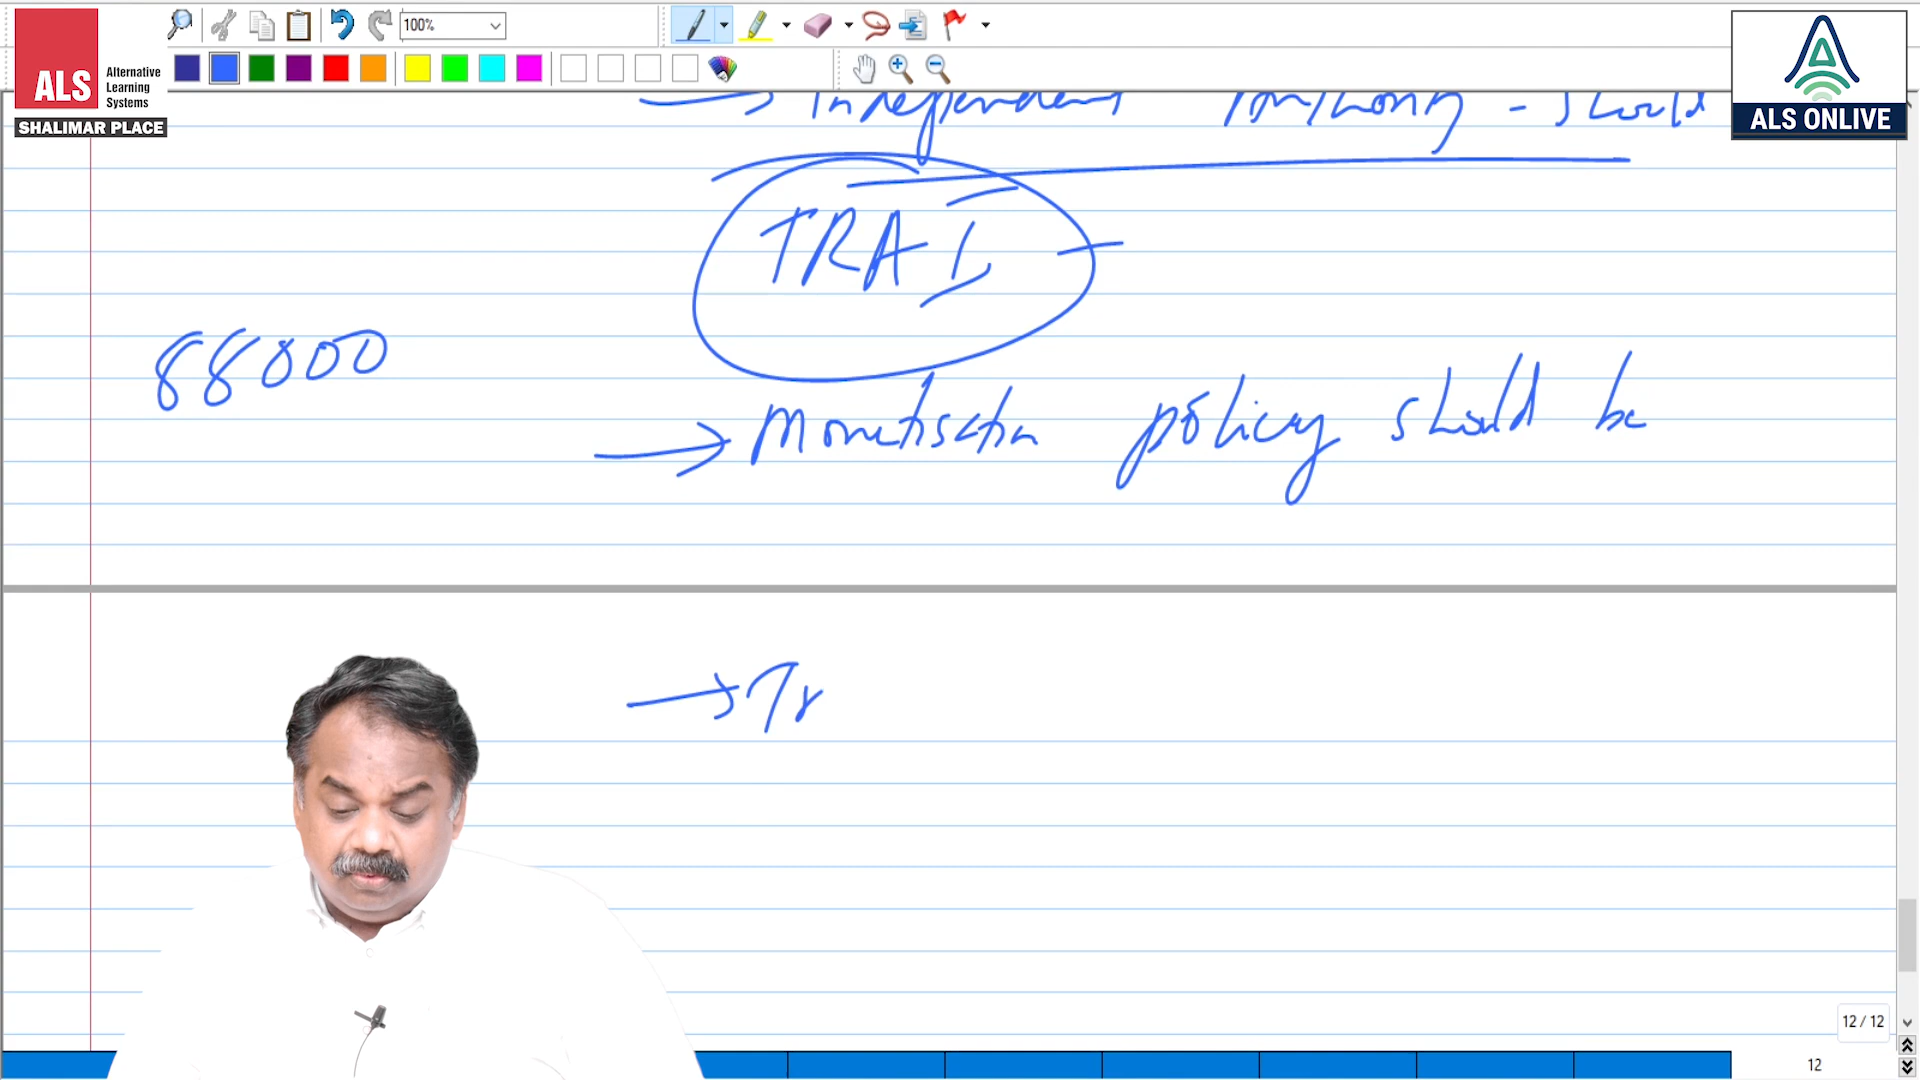 100%
ALS
Alternative
Learning
Systems
SHALIMAR PLACE
ALS ONLIVE
→ Independent - should
TRAI -
88000
→ Monetisation policy should be
→ Tr
12 / 12
12